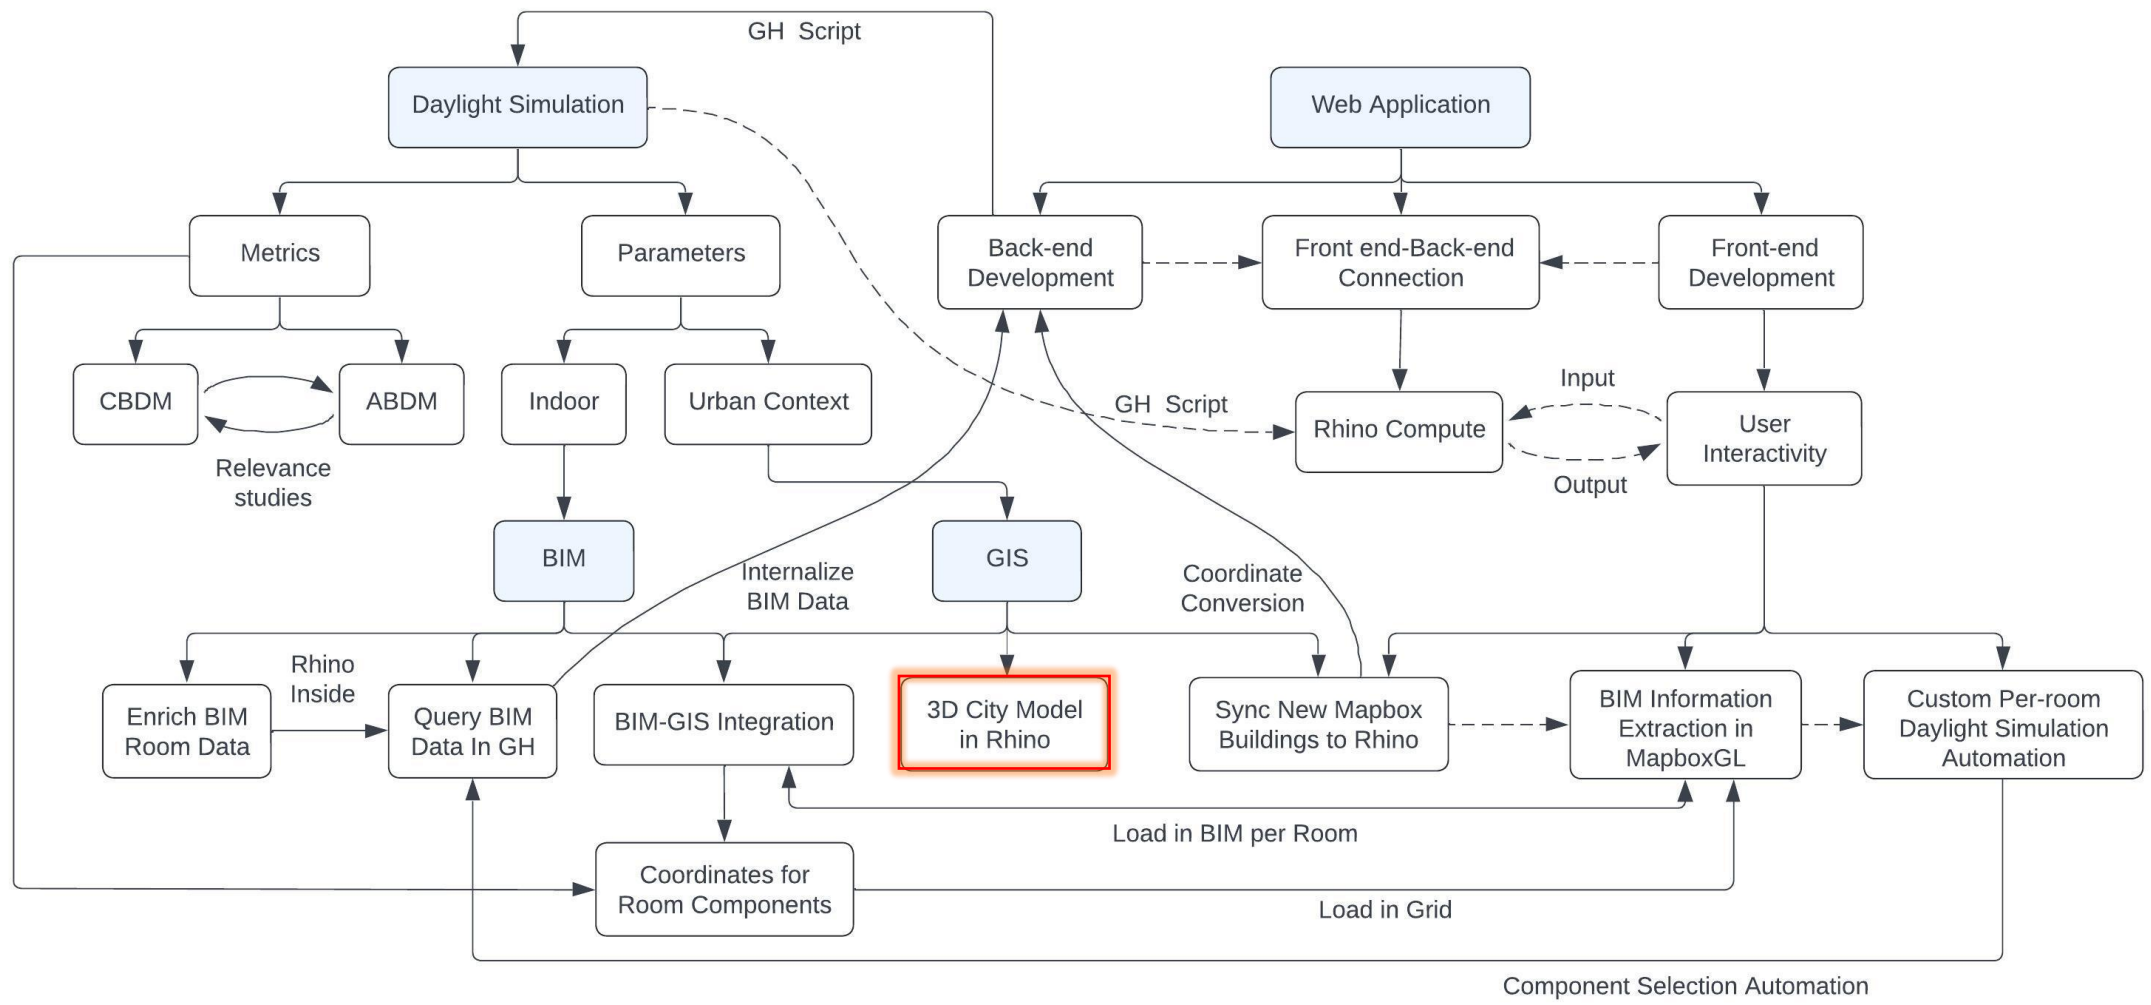 GH Script
Daylight Simulation
Web Application
Metrics
Parameters
Back-end
Development
Front end-Back-end
Connection
Front-end
Development
CBDM
ABDM
Relevance
studies
Indoor
Urban Context
GH Script
Rhino Compute
Input
Output
User
Interactivity
BIM
GIS
Internalize
BIM Data
Coordinate
Conversion
Rhino
Inside
Enrich BIM
Room Data
Query BIM
Data In GH
BIM-GIS Integration
3D City Model
in Rhino
Sync New Mapbox
Buildings to Rhino
BIM Information
Extraction in
MapboxGL
Custom Per-room
Daylight Simulation
Automation
Load in BIM per Room
Coordinates for
Room Components
Load in Grid
Component Selection Automation